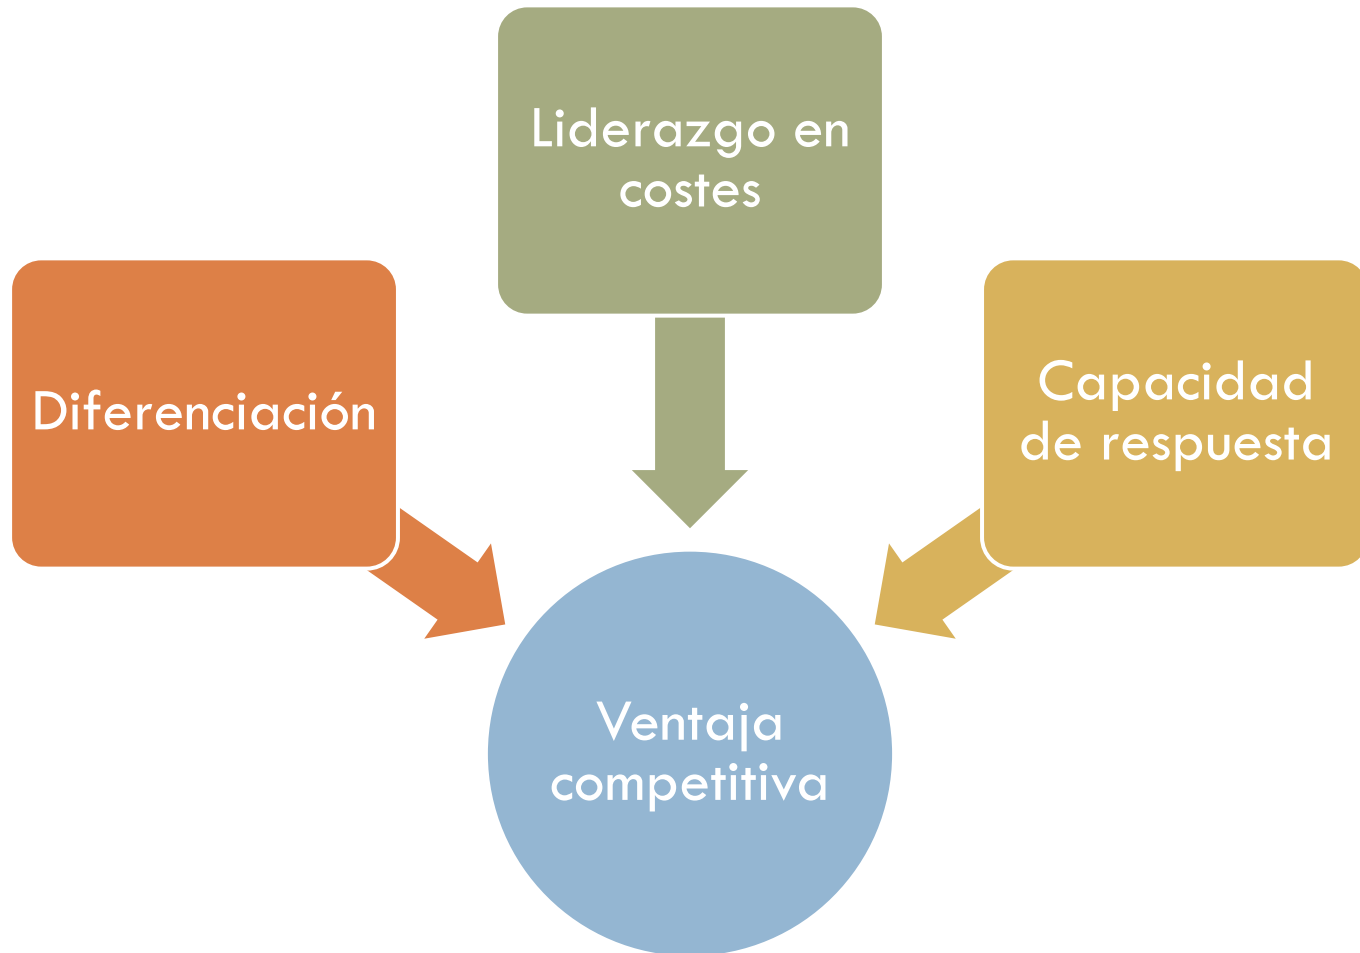 Liderazgo en
costes
Diferenciación
Capacidad
de respuesta
Ventaja
competitiva